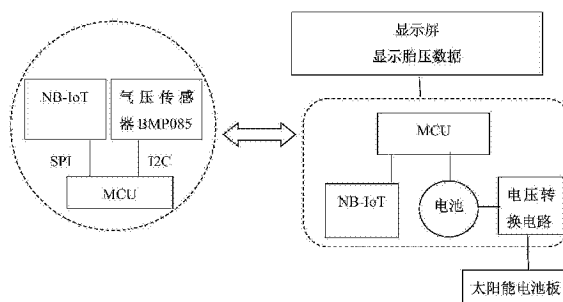 显示屏
显示胎压数据
NB-IoT
气压传感
器BMP085
SPI
I2C
MCU
MCU
NB-IoT
电池
电压转
换电路
太阳能电池板